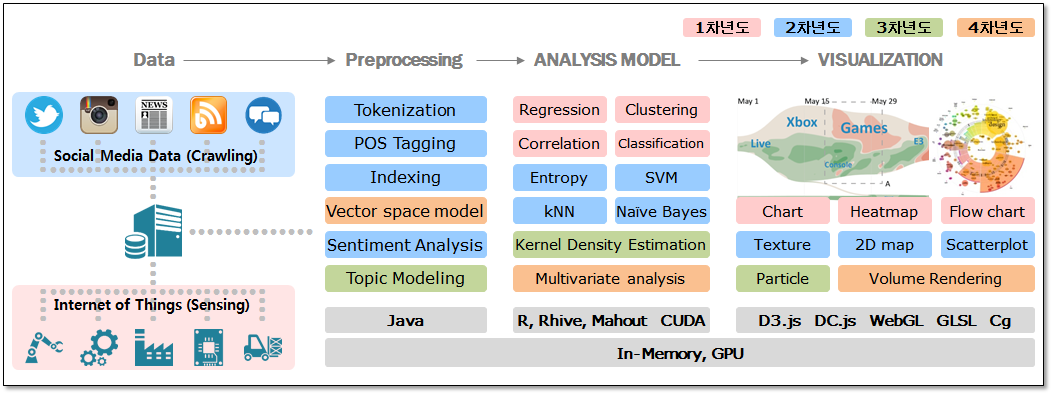 1차년도 2차년도 3차년도 4차년도
Data Preprocessing ANALYSIS MODEL VISUALIZATION
NEWS
Social Media Data (Crawling)
Internet of Things (Sensing)
Tokenization
POS Tagging
Indexing
Vector space model
Sentiment Analysis
Topic Modeling
Java
Regression Clustering
Correlation Classification
Entropy SVM
kNN Naïve Bayes
Kernel Density Estimation
Multivariate analysis
R, Rhive, Mahout CUDA
May 1 May 15 May 29
Xbox Games
Live E3
Console
A
Chart Heatmap Flow chart
Texture 2D map Scatterplot
Particle Volume Rendering
D3.js DC.js WebGL GLSL Cg
In-Memory, GPU